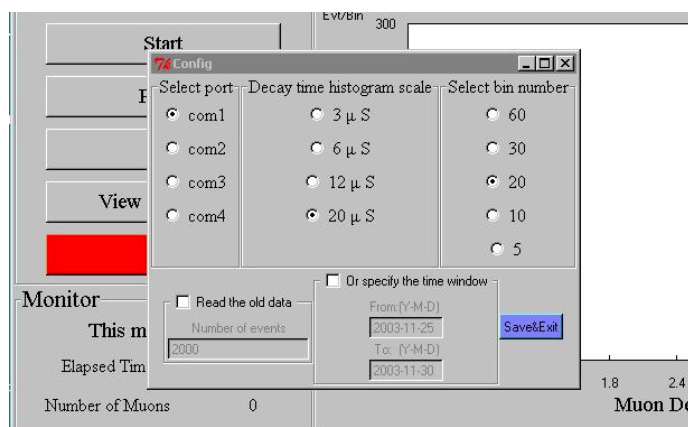 Evt/Bin
300
Start
Config
Select port
Decay time histogram scale
Select bin number
com1
3 μ S
60
com2
6 μ S
30
com3
12 μ S
20
com4
20 μ S
10
5
View
Or specify the time window
Read the old data
From:(Y-M-D)
Number of events
2003-11-25
Save&Exit
2000
To: (Y-M-D)
2003-11-30
Monitor
This m
Elapsed Tim
Number of Muons 0
1.8 2.4
Muon De